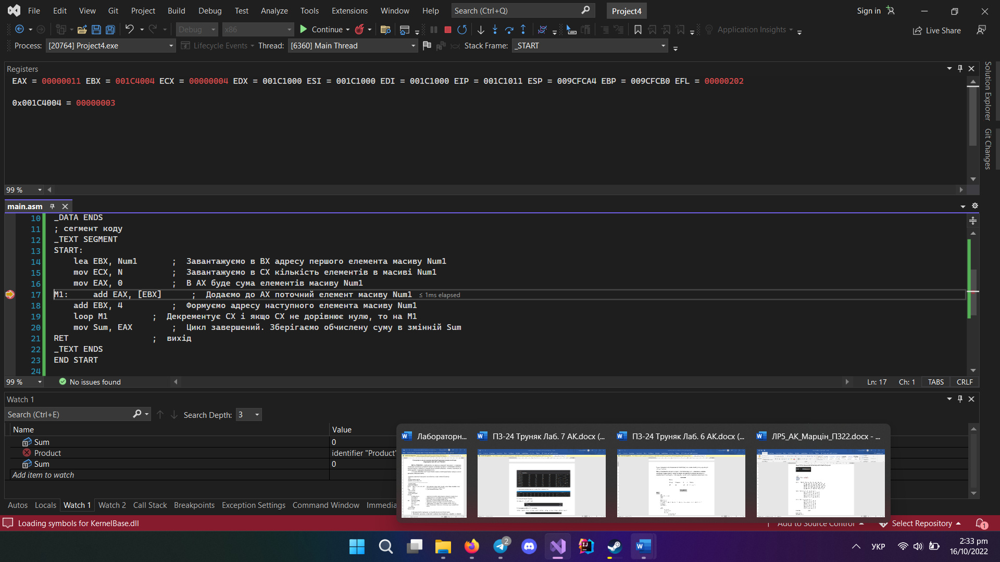 File Edit View Git Project Build Debug Test Analyze Tools Extensions Window Help Search (Ctrl+Q) Project4 Sign in
Debug x86 Continue Application Insights Live Share
Process: [20764] Project4.exe Lifecycle Events Thread: [6360] Main Thread Stack Frame: _START
Registers
EAX = 00000011 EBX = 001C4004 ECX = 00000004 EDX = 001C1000 ESI = 001C1000 EDI = 001C1000 EIP = 001C1011 ESP = 009CFCA4 EBP = 009CFCB0 EFL = 00000202
0x001C4004 = 00000003
Solution Explorer
Git Changes
99 %
main.asm
10 _DATA ENDS
11 ; сегмент коду
12 _TEXT SEGMENT
13 START:
14 lea EBX, Num1 ; Завантажуємо в BX адресу першого елемента масиву Num1
15 mov ECX, N ; Завантажуємо в CX кількість елементів в масиві Num1
16 mov EAX, 0 ; В AX буде сума елементів масиву Num1
17 M1: add EAX, [EBX] ; Додаємо до AX поточний елемент масиву Num1 ≤ 1ms elapsed
18 add EBX, 4 ; Формуємо адресу наступного елемента масиву Num1
19 loop M1 ; Декрементує CX і якщо CX не дорівнює нулю, то на M1
20 mov Sum, EAX ; Цикл завершений. Зберігаємо обчислену суму в змінній Sum
21 RET ; вихід
22 _TEXT ENDS
23 END START
24
99 % No issues found Ln: 17 Ch: 1 TABS CRLF
Watch 1
Search (Ctrl+E) Search Depth: 3
Name Value
Sum 0
Product identifier "Product"
Sum 0
Add item to watch
Лабораторн... ПЗ-24 Труняк Лаб. 7 АК.docx (... ПЗ-24 Труняк Лаб. 6 АК.docx (... ЛР5_АК_Марцін_ПЗ22.docx - ...
Autos Locals Watch 1 Watch 2 Call Stack Breakpoints Exception Settings Command Window Immedia
Loading symbols for KernelBase.dll Add to Source Control Select Repository 1
2 УКР 2:33 pm
16/10/2022